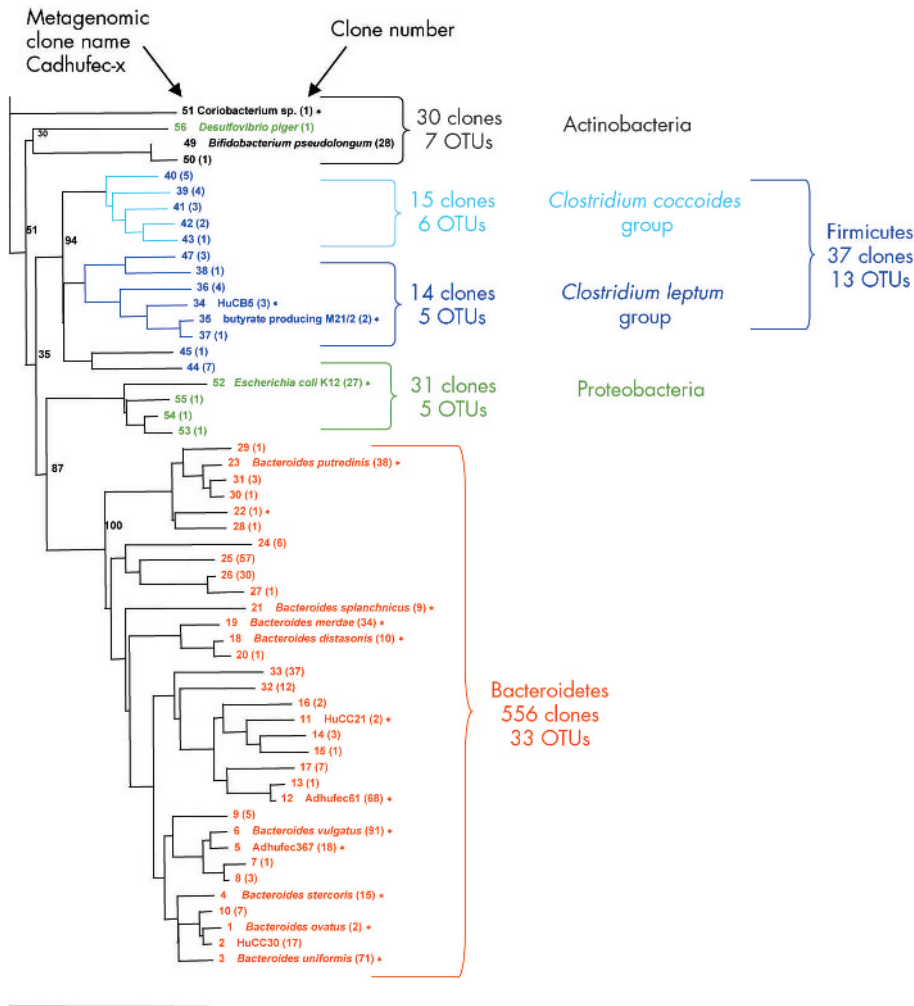 Metagenomic
clone name
Cadhufec-x
Clone number
51 Coriobacterium sp. (1) *
56 Desulfovibrio piger (1)
30
49 Bifidobacterium pseudolongum (28)
50 (1)
30 clones
7 OTUs
Actinobacteria
40 (5)
39 (4)
41 (3)
42 (2)
43 (1)
15 clones
6 OTUs
Clostridium coccoides
group
51
94
47 (3)
38 (1)
36 (4)
34 HuCB5 (3) *
35 butyrate producing M21/2 (2) *
37 (1)
14 clones
5 OTUs
Clostridium leptum
group
Firmicutes
37 clones
13 OTUs
35
45 (1)
44 (7)
52 Escherichia coli K12 (27) *
55 (1)
54 (1)
53 (1)
31 clones
5 OTUs
Proteobacteria
87
29 (1)
23 Bacteroides putredinis (38) *
31 (3)
30 (1)
22 (1) *
28 (1)
100
24 (6)
25 (57)
26 (30)
27 (1)
21 Bacteroides splanchnicus (9) *
19 Bacteroides merdae (34) *
18 Bacteroides distasonis (10) *
20 (1)
33 (37)
32 (12)
16 (2)
11 HuCC21 (2) *
14 (3)
15 (1)
17 (7)
13 (1)
12 Adhufec61 (68) *
9 (5)
6 Bacteroides vulgatus (91) *
5 Adhufec367 (18) *
7 (1)
8 (3)
4 Bacteroides stercoris (15) *
10 (7)
1 Bacteroides ovatus (2) *
2 HuCC30 (17)
3 Bacteroides uniformis (71) *
Bacteroidetes
556 clones
33 OTUs